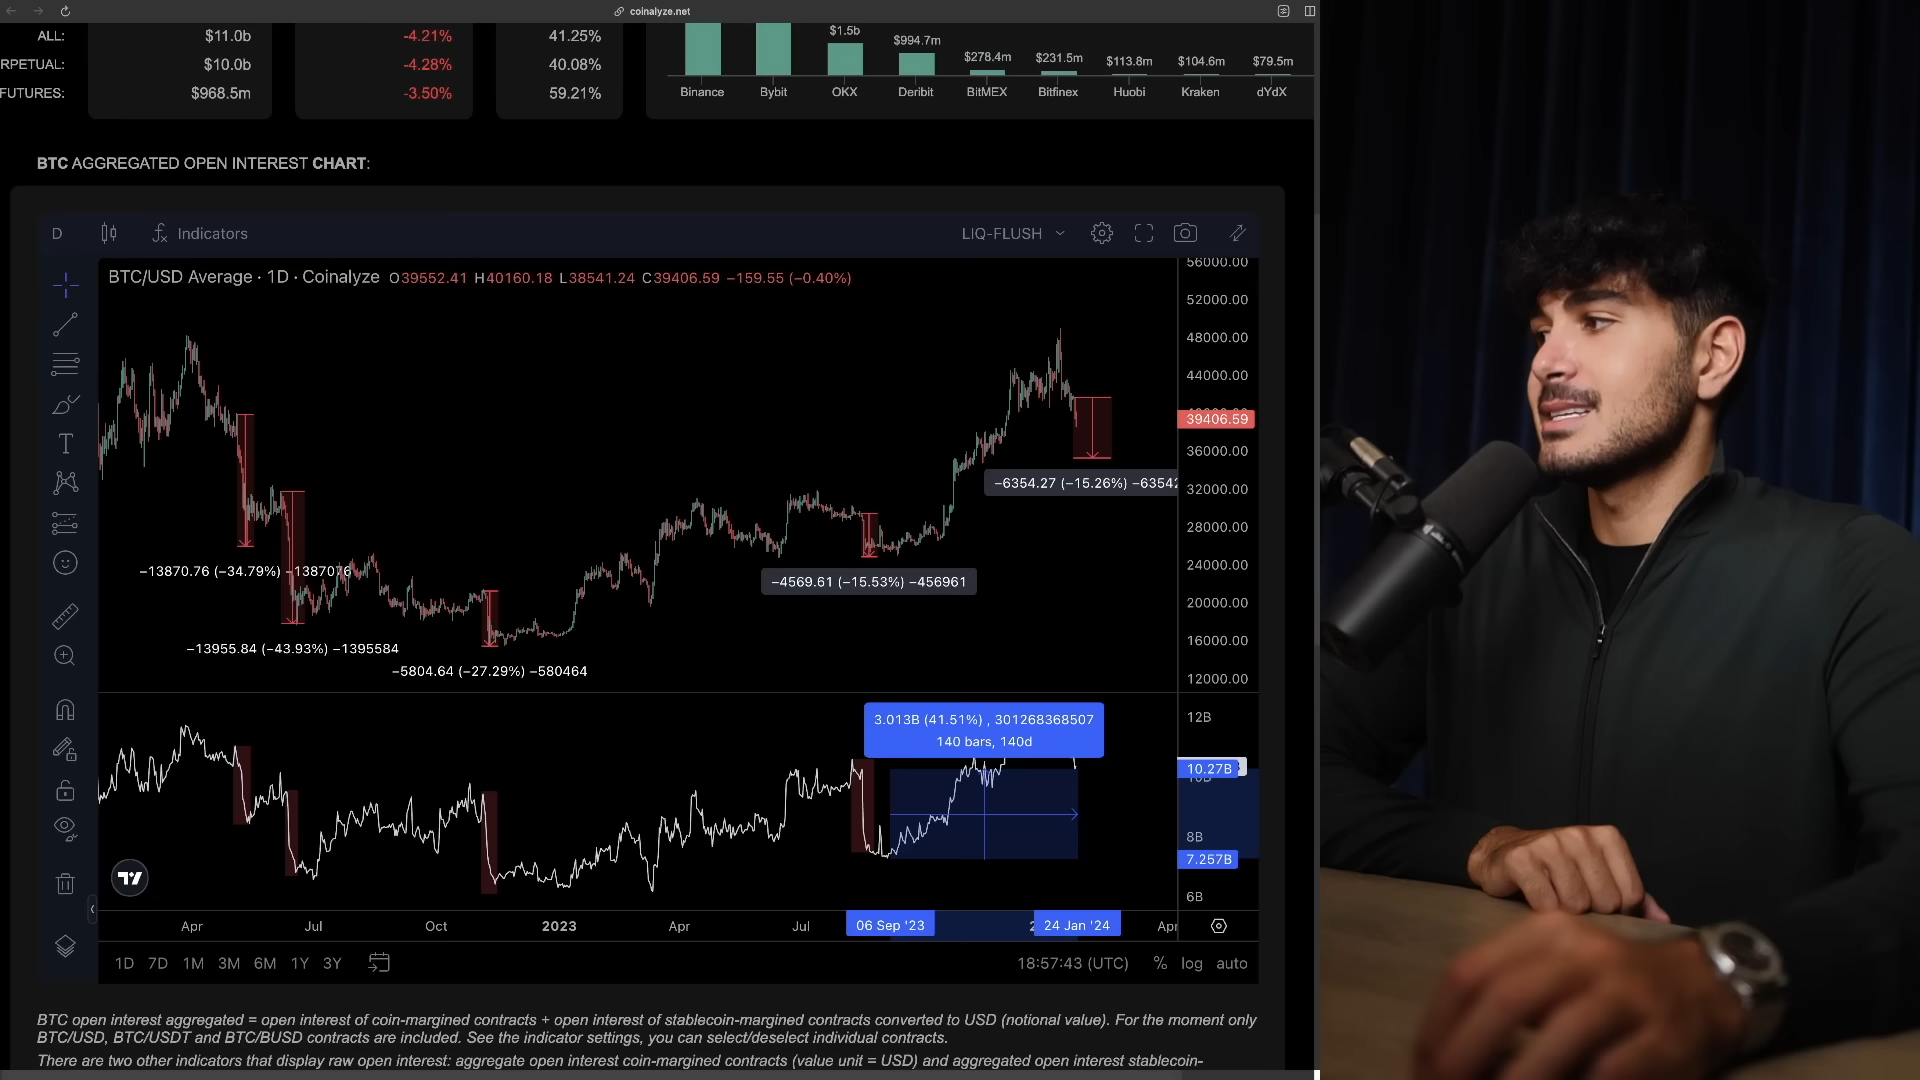 coinalyze.net
ALL: $11.0b -4.21% 41.25%
RPETUAL: $10.0b -4.28% 40.08%
FUTURES: $968.5m -3.50% 59.21%
$1.5b $994.7m $278.4m $231.5m $113.8m $104.6m $79.5m
Binance Bybit OKX Deribit BitMEX Bitfinex Huobi Kraken dYdX
BTC AGGREGATED OPEN INTEREST CHART:
D Indicators LIQ-FLUSH
BTC/USD Average · 1D · Coinalyze O39552.41 H40160.18 L38541.24 C39406.59 −159.55 (−0.40%)
56000.00
52000.00
48000.00
44000.00
39406.59
36000.00
32000.00
28000.00
24000.00
20000.00
16000.00
12000.00
−6354.27 (−15.26%) −63542
−13870.76 (−34.79%) −1387076
−4569.61 (−15.53%) −456961
−13955.84 (−43.93%) −1395584
−5804.64 (−27.29%) −580464
3.013B (41.51%) , 301268368507
140 bars, 140d
12B
10.27B
8B
7.257B
6B
Apr Jul Oct 2023 Apr Jul 06 Sep '23 24 Jan '24 Apr
1D 7D 1M 3M 6M 1Y 3Y 18:57:43 (UTC) % log auto
BTC open interest aggregated = open interest of coin-margined contracts + open interest of stablecoin-margined contracts converted to USD (notional value). For the moment only
BTC/USD, BTC/USDT and BTC/BUSD contracts are included. See the indicator settings, you can select/deselect individual contracts.
There are two other indicators that display raw open interest: aggregate open interest coin-margined contracts (value unit = USD) and aggregated open interest stablecoin-